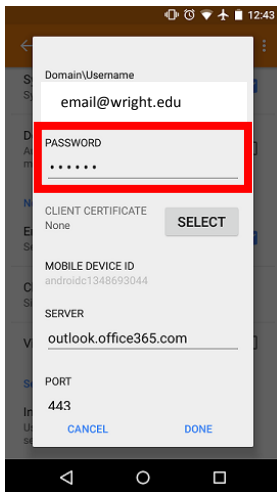 12:43
Domain\Username
email@wright.edu
PASSWORD
••••••
CLIENT CERTIFICATE
None
SELECT
MOBILE DEVICE ID
androidc1348693044
SERVER
outlook.office365.com
PORT
443
CANCEL
DONE